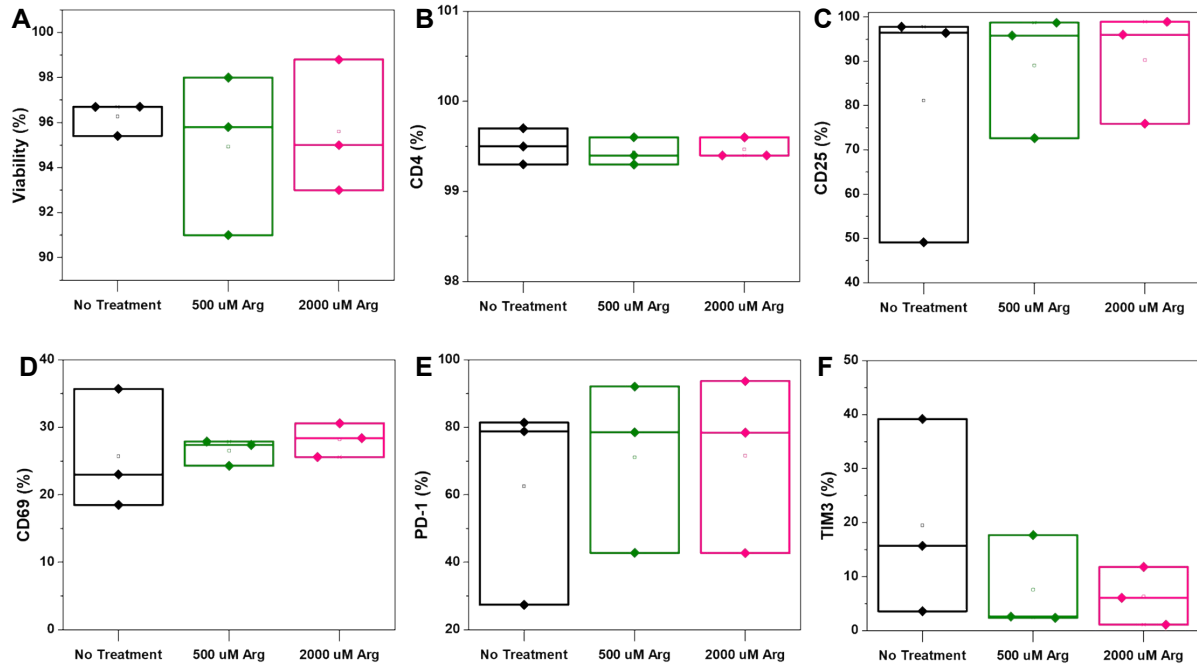 A
Viability (%)
100
98
96
94
92
90
No Treatment
500 uM Arg
2000 uM Arg
B
CD4 (%)
101
100
99
98
No Treatment
500 uM Arg
2000 uM Arg
C
CD25 (%)
100
90
80
70
60
50
40
No Treatment
500 uM Arg
2000 uM Arg
D
CD69 (%)
40
30
20
10
0
No Treatment
500 uM Arg
2000 uM Arg
E
PD-1 (%)
100
80
60
40
20
No Treatment
500 uM Arg
2000 uM Arg
F
TIM3 (%)
50
40
30
20
10
0
No Treatment
500 uM Arg
2000 uM Arg